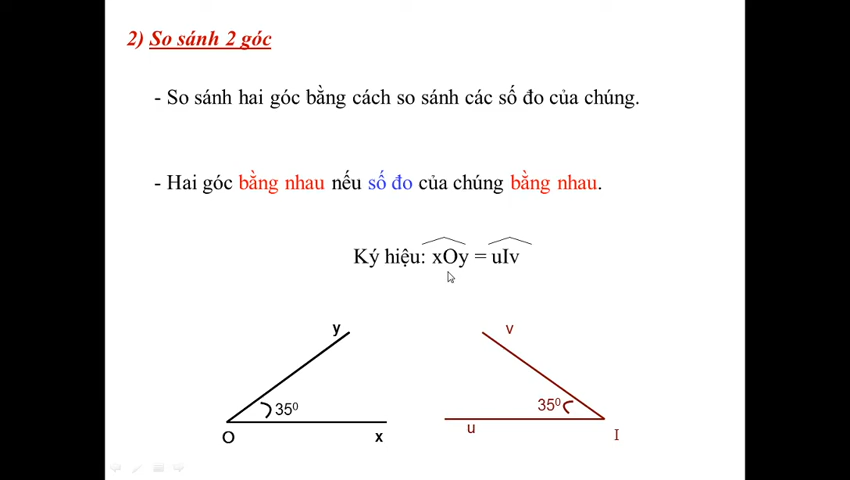 2) So sánh 2 góc
- So sánh hai góc bằng cách so sánh các số đo của chúng.
- Hai góc bằng nhau nếu số đo của chúng bằng nhau.
Ký hiệu: xOy = uIv
y
v
35⁰
35⁰
O
x
u
I